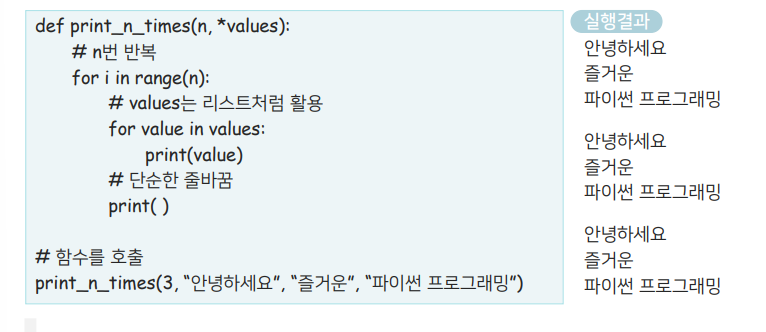 def print_n_times(n, *values):
# n번 반복
for i in range(n):
# values는 리스트처럼 활용
for value in values:
print(value)
# 단순한 줄바꿈
print( )
# 함수를 호출
print_n_times(3, “안녕하세요”, “즐거운”, “파이썬 프로그래밍”)
실행결과
안녕하세요
즐거운
파이썬 프로그래밍
안녕하세요
즐거운
파이썬 프로그래밍
안녕하세요
즐거운
파이썬 프로그래밍